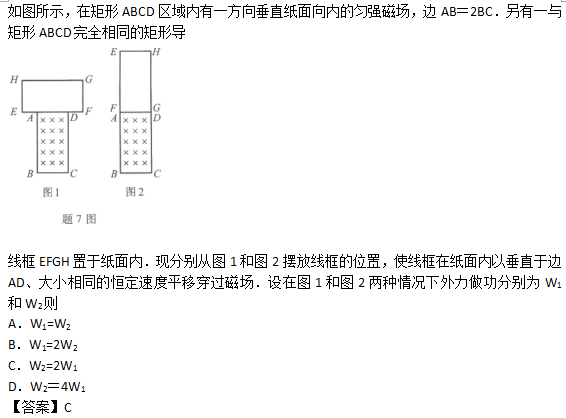 如图所示，在矩形 ABCD 区域内有一方向垂直纸面向内的匀强磁场，边 AB＝2BC．另有一与
矩形 ABCD 完全相同的矩形导
E H
H G
E A D F F G
A D
B C B C
图1 图2
题 7 图
线框 EFGH 置于纸面内．现分别从图 1 和图 2 摆放线框的位置，使线框在纸面内以垂直于边
AD、大小相同的恒定速度平移穿过磁场．设在图 1 和图 2 两种情况下外力做功分别为 W₁
和 W₂则
A．W₁=W₂
B．W₁=2W₂
C．W₂=2W₁
D．W₂＝4W₁
【答案】C